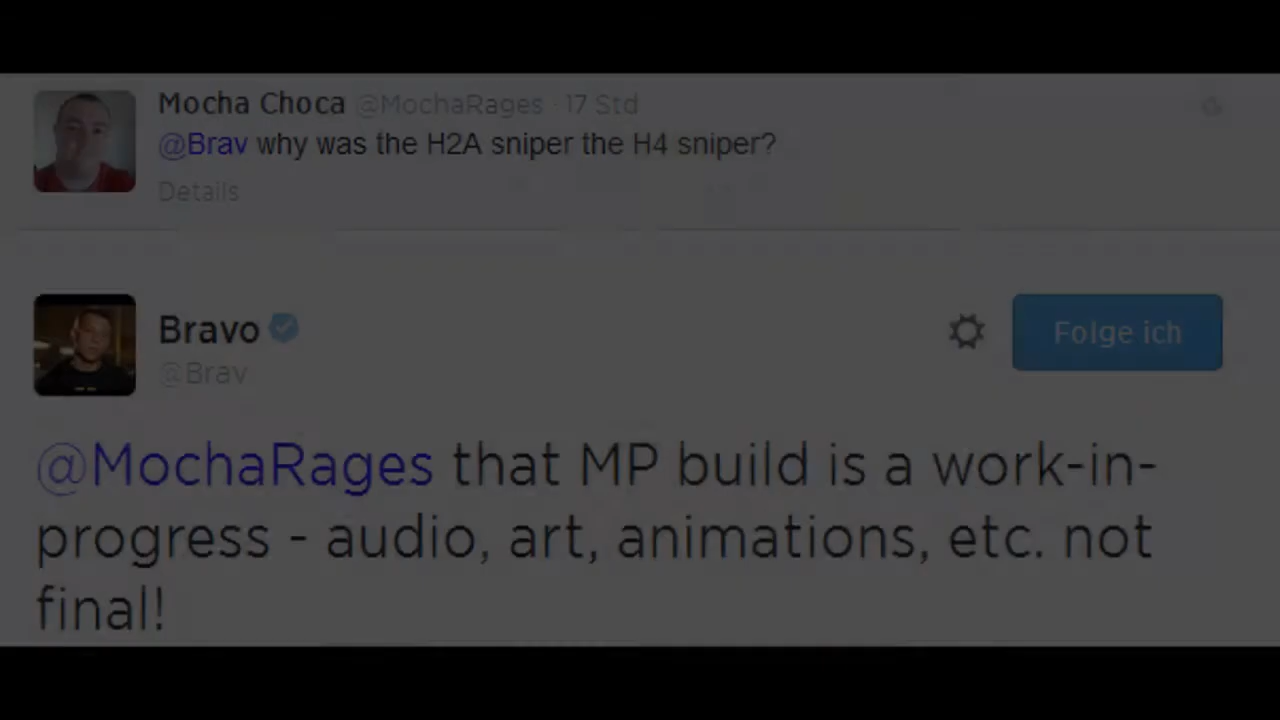 Mocha Choca @MochaRages · 17 Std
@Brav why was the H2A sniper the H4 sniper?
Details
Bravo
@Brav
Folge ich
@MochaRages that MP build is a work-in-
progress - audio, art, animations, etc. not
final!